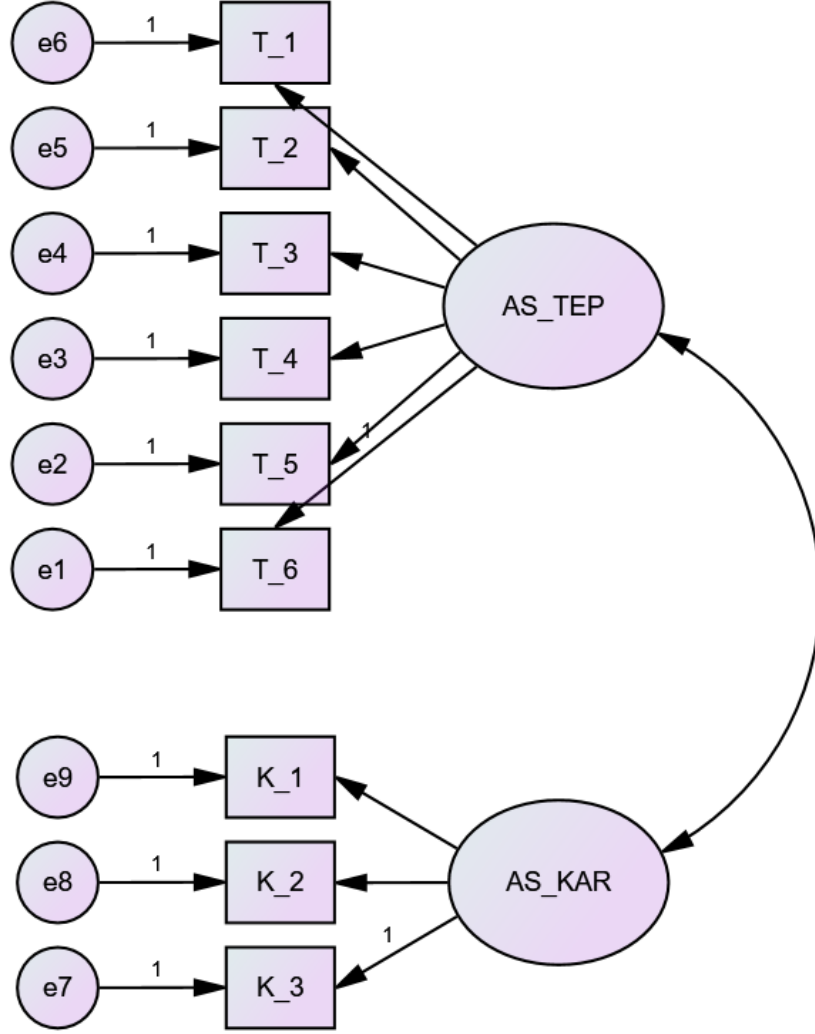 e6 1 T_1
e5 1 T_2
e4 1 T_3
AS_TEP
e3 1 T_4
1
e2 1 T_5
e1 1 T_6
e9 1 K_1
e8 1 K_2
AS_KAR
1
e7 1 K_3